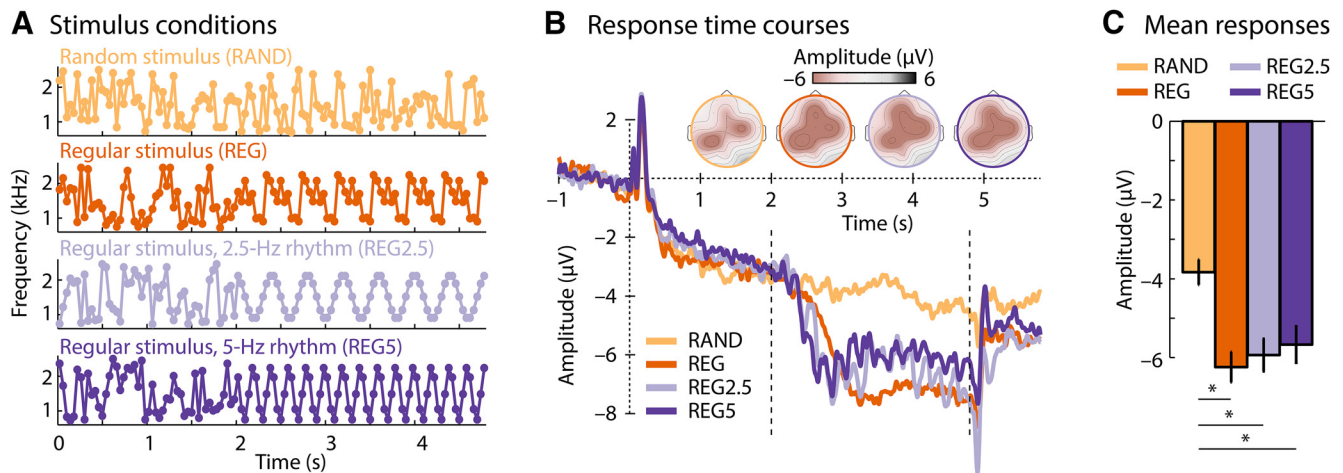 A Stimulus conditions
Random stimulus (RAND)
2
1
Regular stimulus (REG)
2
1
Regular stimulus, 2.5-Hz rhythm (REG2.5)
2
1
Regular stimulus, 5-Hz rhythm (REG5)
2
1
Frequency (kHz)
0 1 2 3 4
Time (s)
B Response time courses
Amplitude (μV)
−6 6
2
−1 1 2 3 4 5
Time (s)
−2
−4
−6
−8
Amplitude (μV)
RAND
REG
REG2.5
REG5
C Mean responses
RAND REG2.5
REG REG5
0
−2
−4
−6
Amplitude (μV)
*
*
*